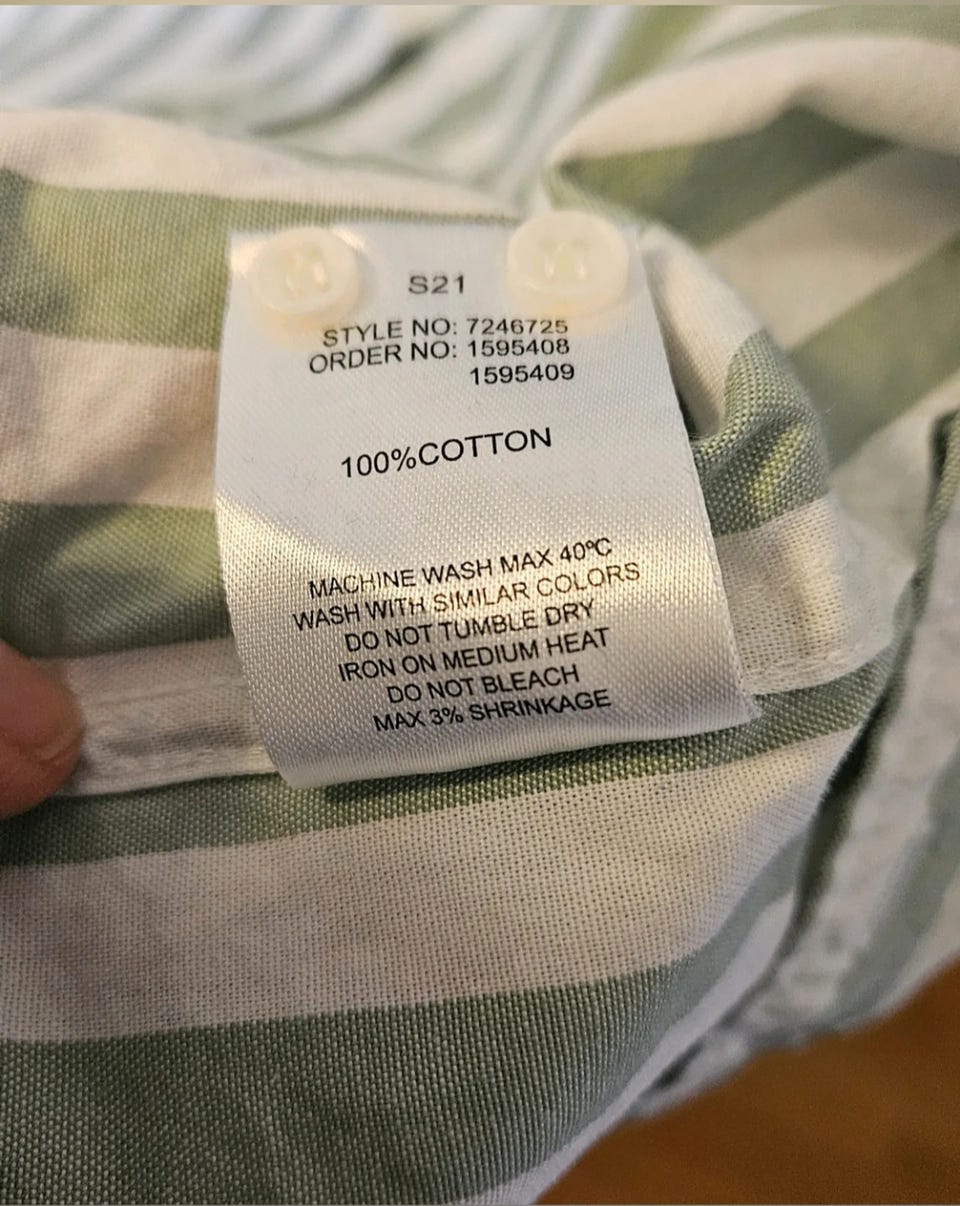 S21
STYLE NO: 7246725
ORDER NO: 1595408
1595409
100%COTTON
MACHINE WASH MAX 40ºC
WASH WITH SIMILAR COLORS
DO NOT TUMBLE DRY
IRON ON MEDIUM HEAT
DO NOT BLEACH
MAX 3% SHRINKAGE